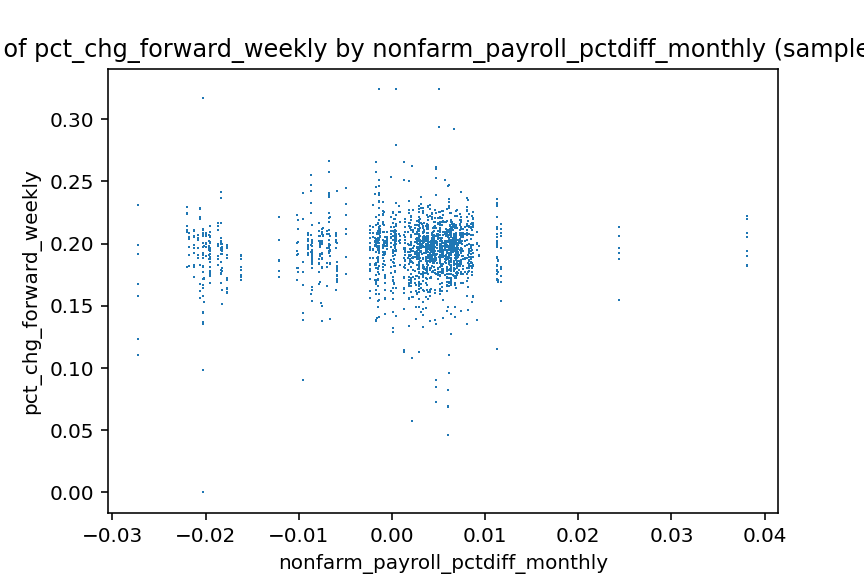 of pct_chg_forward_weekly by nonfarm_payroll_pctdiff_monthly (sample
0.30
0.25
0.20
0.15
0.10
0.05
0.00
pct_chg_forward_weekly
−0.03 −0.02 −0.01 0.00 0.01 0.02 0.03 0.04
nonfarm_payroll_pctdiff_monthly